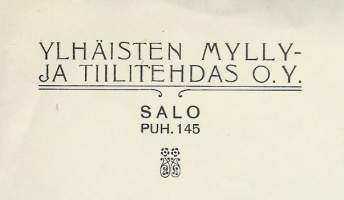 YLHÄISTEN MYLLY-
JA TIILITEHDAS O.Y.
SALO
PUH. 145